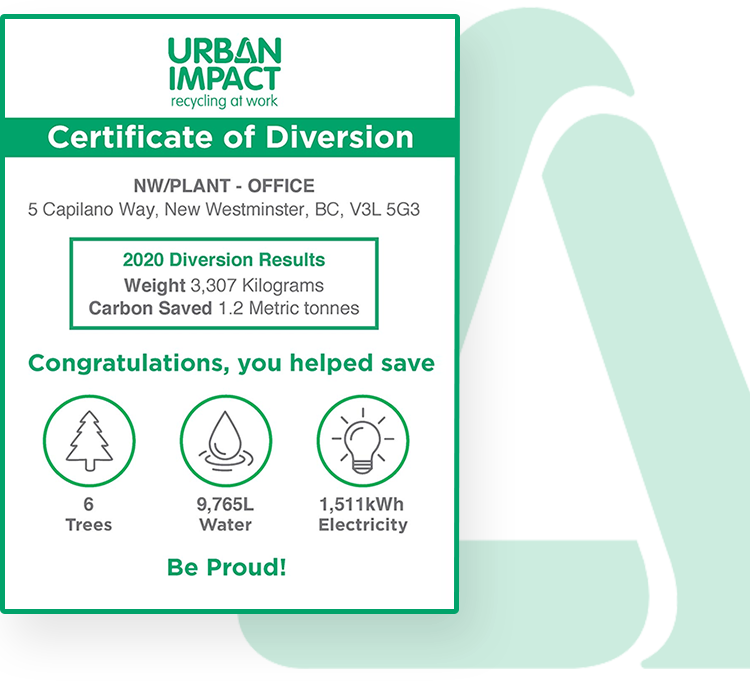 URBAN
IMPACT
recycling at work
Certificate of Diversion
NW/PLANT - OFFICE
5 Capilano Way, New Westminster, BC, V3L 5G3
2020 Diversion Results
Weight 3,307 Kilograms
Carbon Saved 1.2 Metric tonnes
Congratulations, you helped save
6
Trees
9,765L
Water
1,511kWh
Electricity
Be Proud!